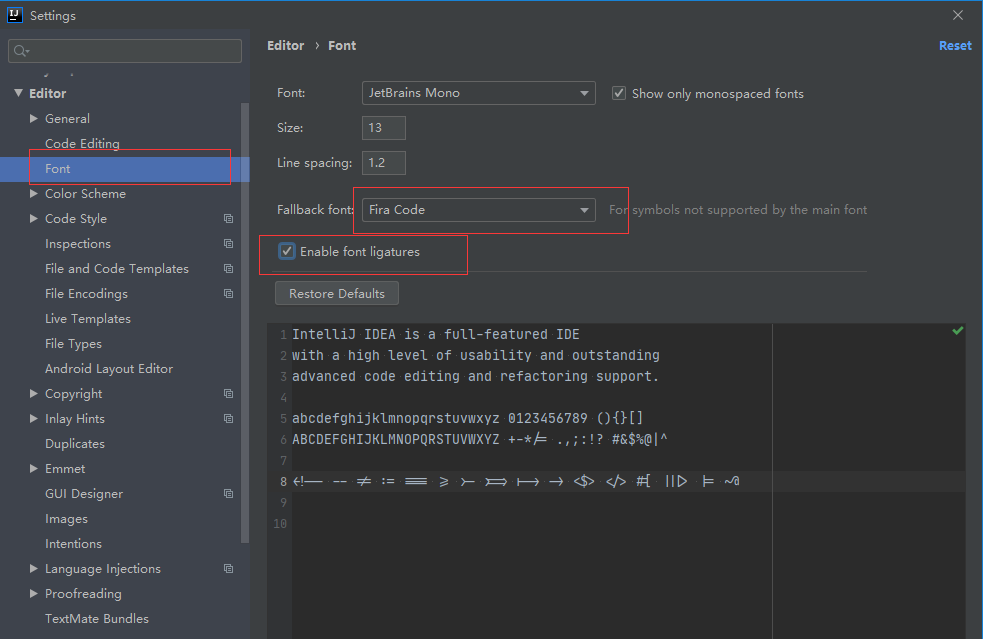 Settings
Editor › Font
Reset
Editor
General
Code Editing
Font
Color Scheme
Code Style
Inspections
File and Code Templates
File Encodings
Live Templates
File Types
Android Layout Editor
Copyright
Inlay Hints
Duplicates
Emmet
GUI Designer
Images
Intentions
Language Injections
Proofreading
TextMate Bundles
Font: JetBrains Mono Show only monospaced fonts
Size: 13
Line spacing: 1.2
Fallback font: Fira Code For symbols not supported by the main font
Enable font ligatures
Restore Defaults
1 IntelliJ IDEA is a full-featured IDE
2 with a high level of usability and outstanding
3 advanced code editing and refactoring support.
4
5 abcdefghijklmnopqrstuvwxyz 0123456789 (){}[]
6 ABCDEFGHIJKLMNOPQRSTUVWXYZ +-*/= .,;:!? #&$%@|^
7
8 <!-- -- != := === >= >- >=> |-> -> <$> </> #[ ||> |= ~@
9
10